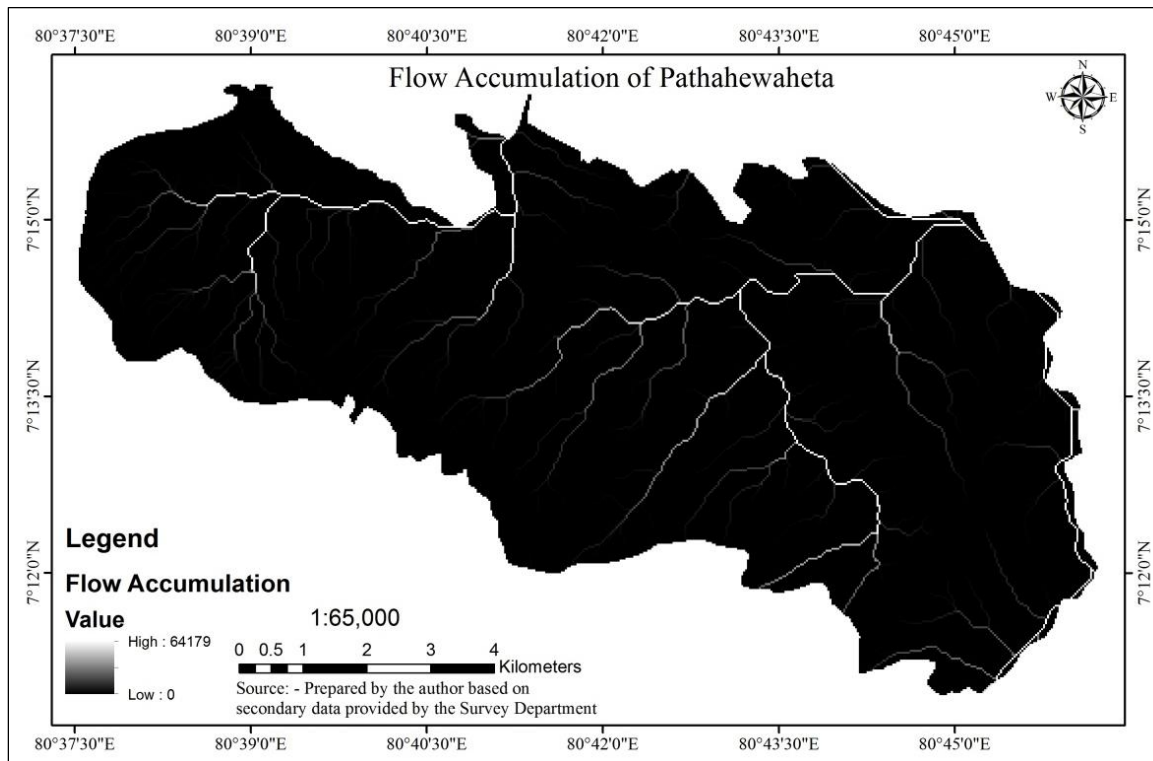 80°37'30"E 80°39'0"E 80°40'30"E 80°42'0"E 80°43'30"E 80°45'0"E
Flow Accumulation of Pathahewaheta
N
W E
S
7°15'0"N 7°15'0"N
7°13'30"N 7°13'30"N
7°12'0"N 7°12'0"N
Legend
Flow Accumulation
Value
High : 64179
Low : 0
1:65,000
0 0.5 1 2 3 4
Kilometers
Source: - Prepared by the author based on
secondary data provided by the Survey Department
80°37'30"E 80°39'0"E 80°40'30"E 80°42'0"E 80°43'30"E 80°45'0"E